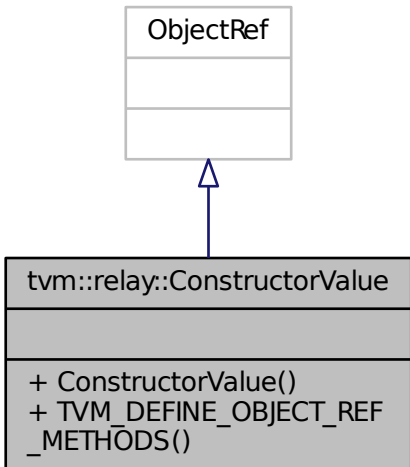 ObjectRef
tvm::relay::ConstructorValue
+ ConstructorValue()
+ TVM_DEFINE_OBJECT_REF
_METHODS()